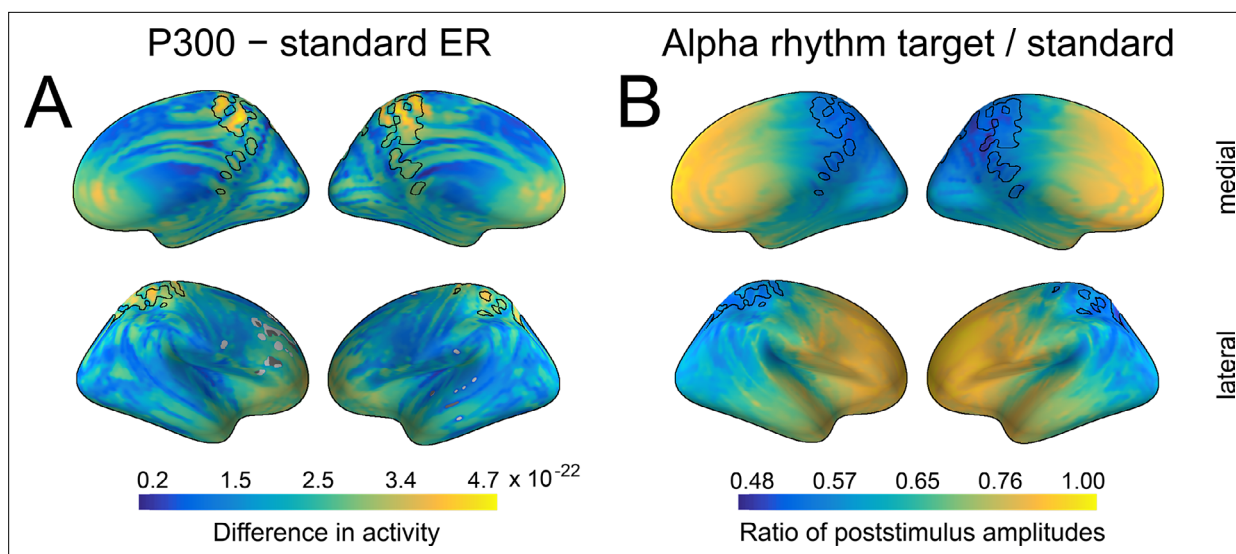 P300 − standard ER
Alpha rhythm target / standard
A
B
medial
lateral
0.2 1.5 2.5 3.4 4.7 x 10⁻²²
Difference in activity
0.48 0.57 0.65 0.76 1.00
Ratio of poststimulus amplitudes